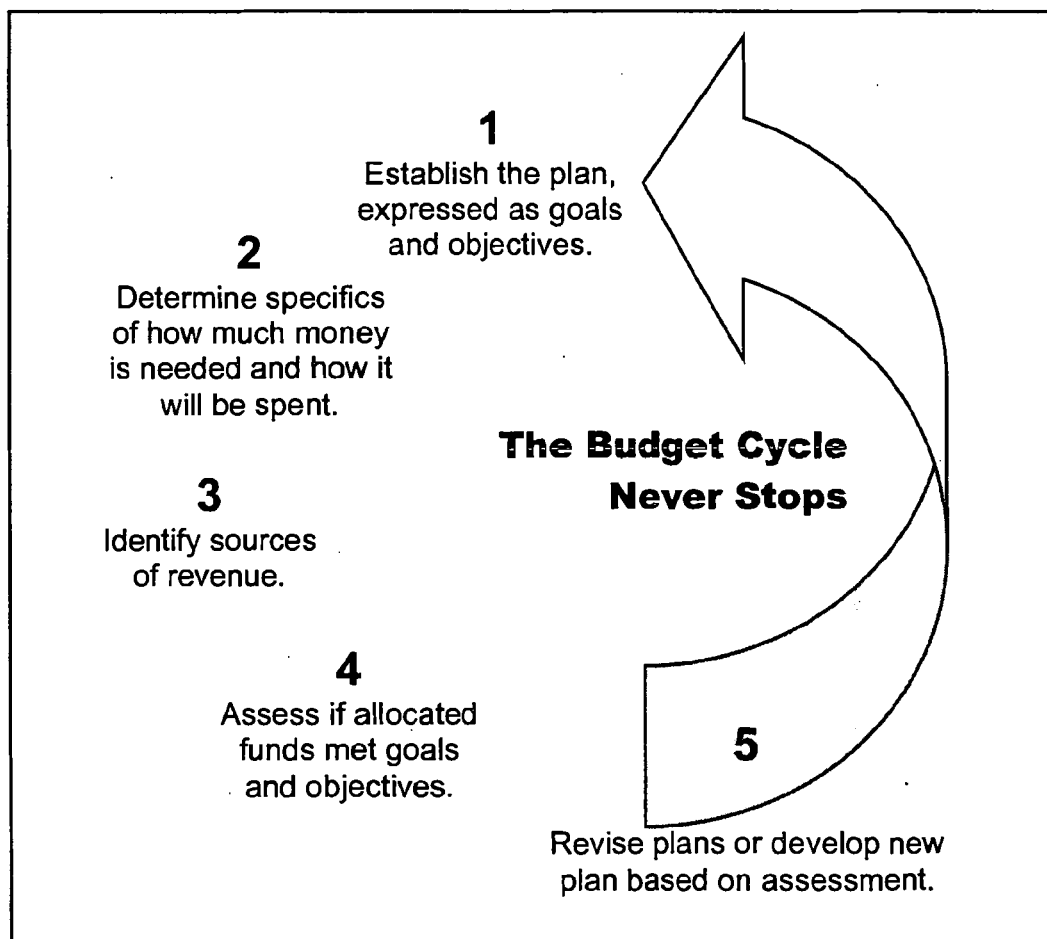 1
Establish the plan,
expressed as goals
and objectives.
2
Determine specifics
of how much money
is needed and how it
will be spent.
The Budget Cycle
Never Stops
3
Identify sources
of revenue.
4
Assess if allocated
funds met goals
and objectives.
5
Revise plans or develop new
plan based on assessment.